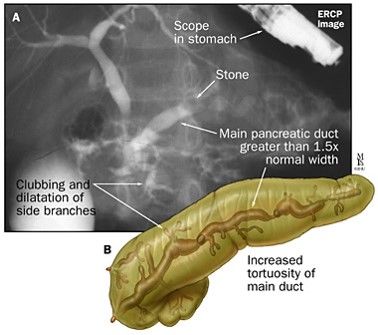 A
ERCP
image
Scope
in stomach
Stone
Main pancreatic duct
greater than 1.5x
normal width
Clubbing and
dilatation of
side branches
B
Increased
tortuosity of
main duct